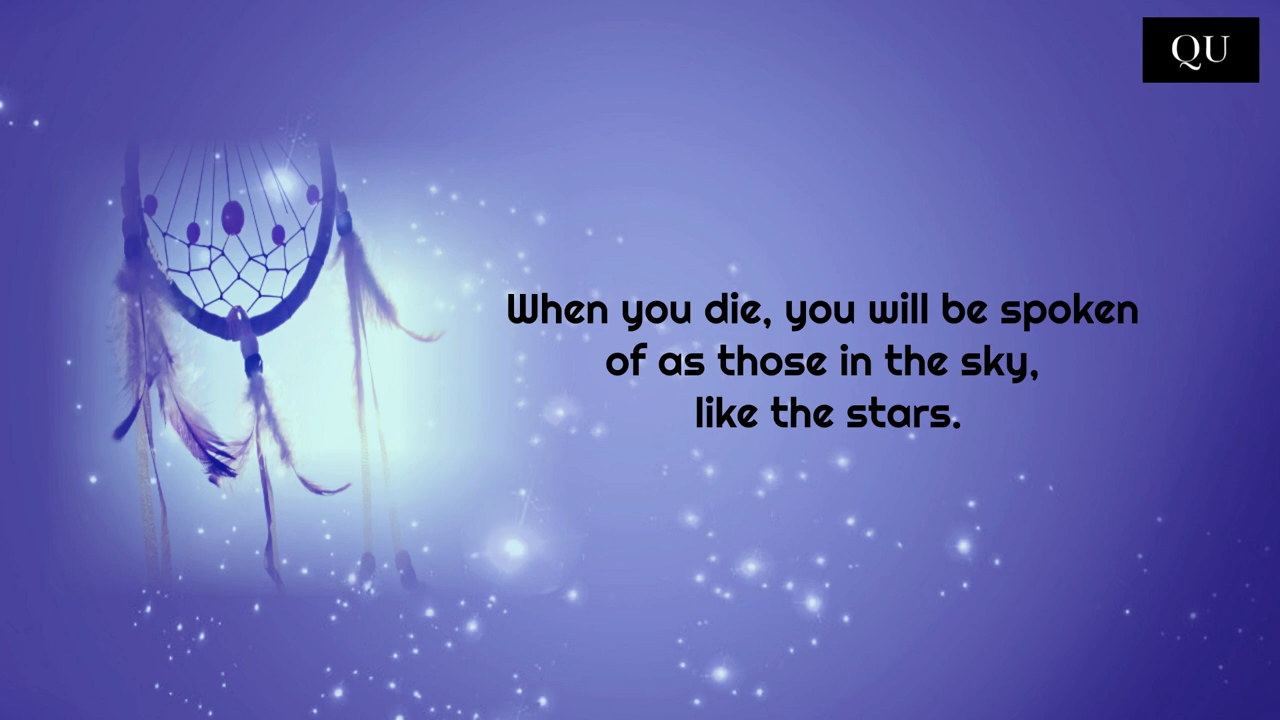 QU
When you die, you will be spoken
of as those in the sky,
like the stars.